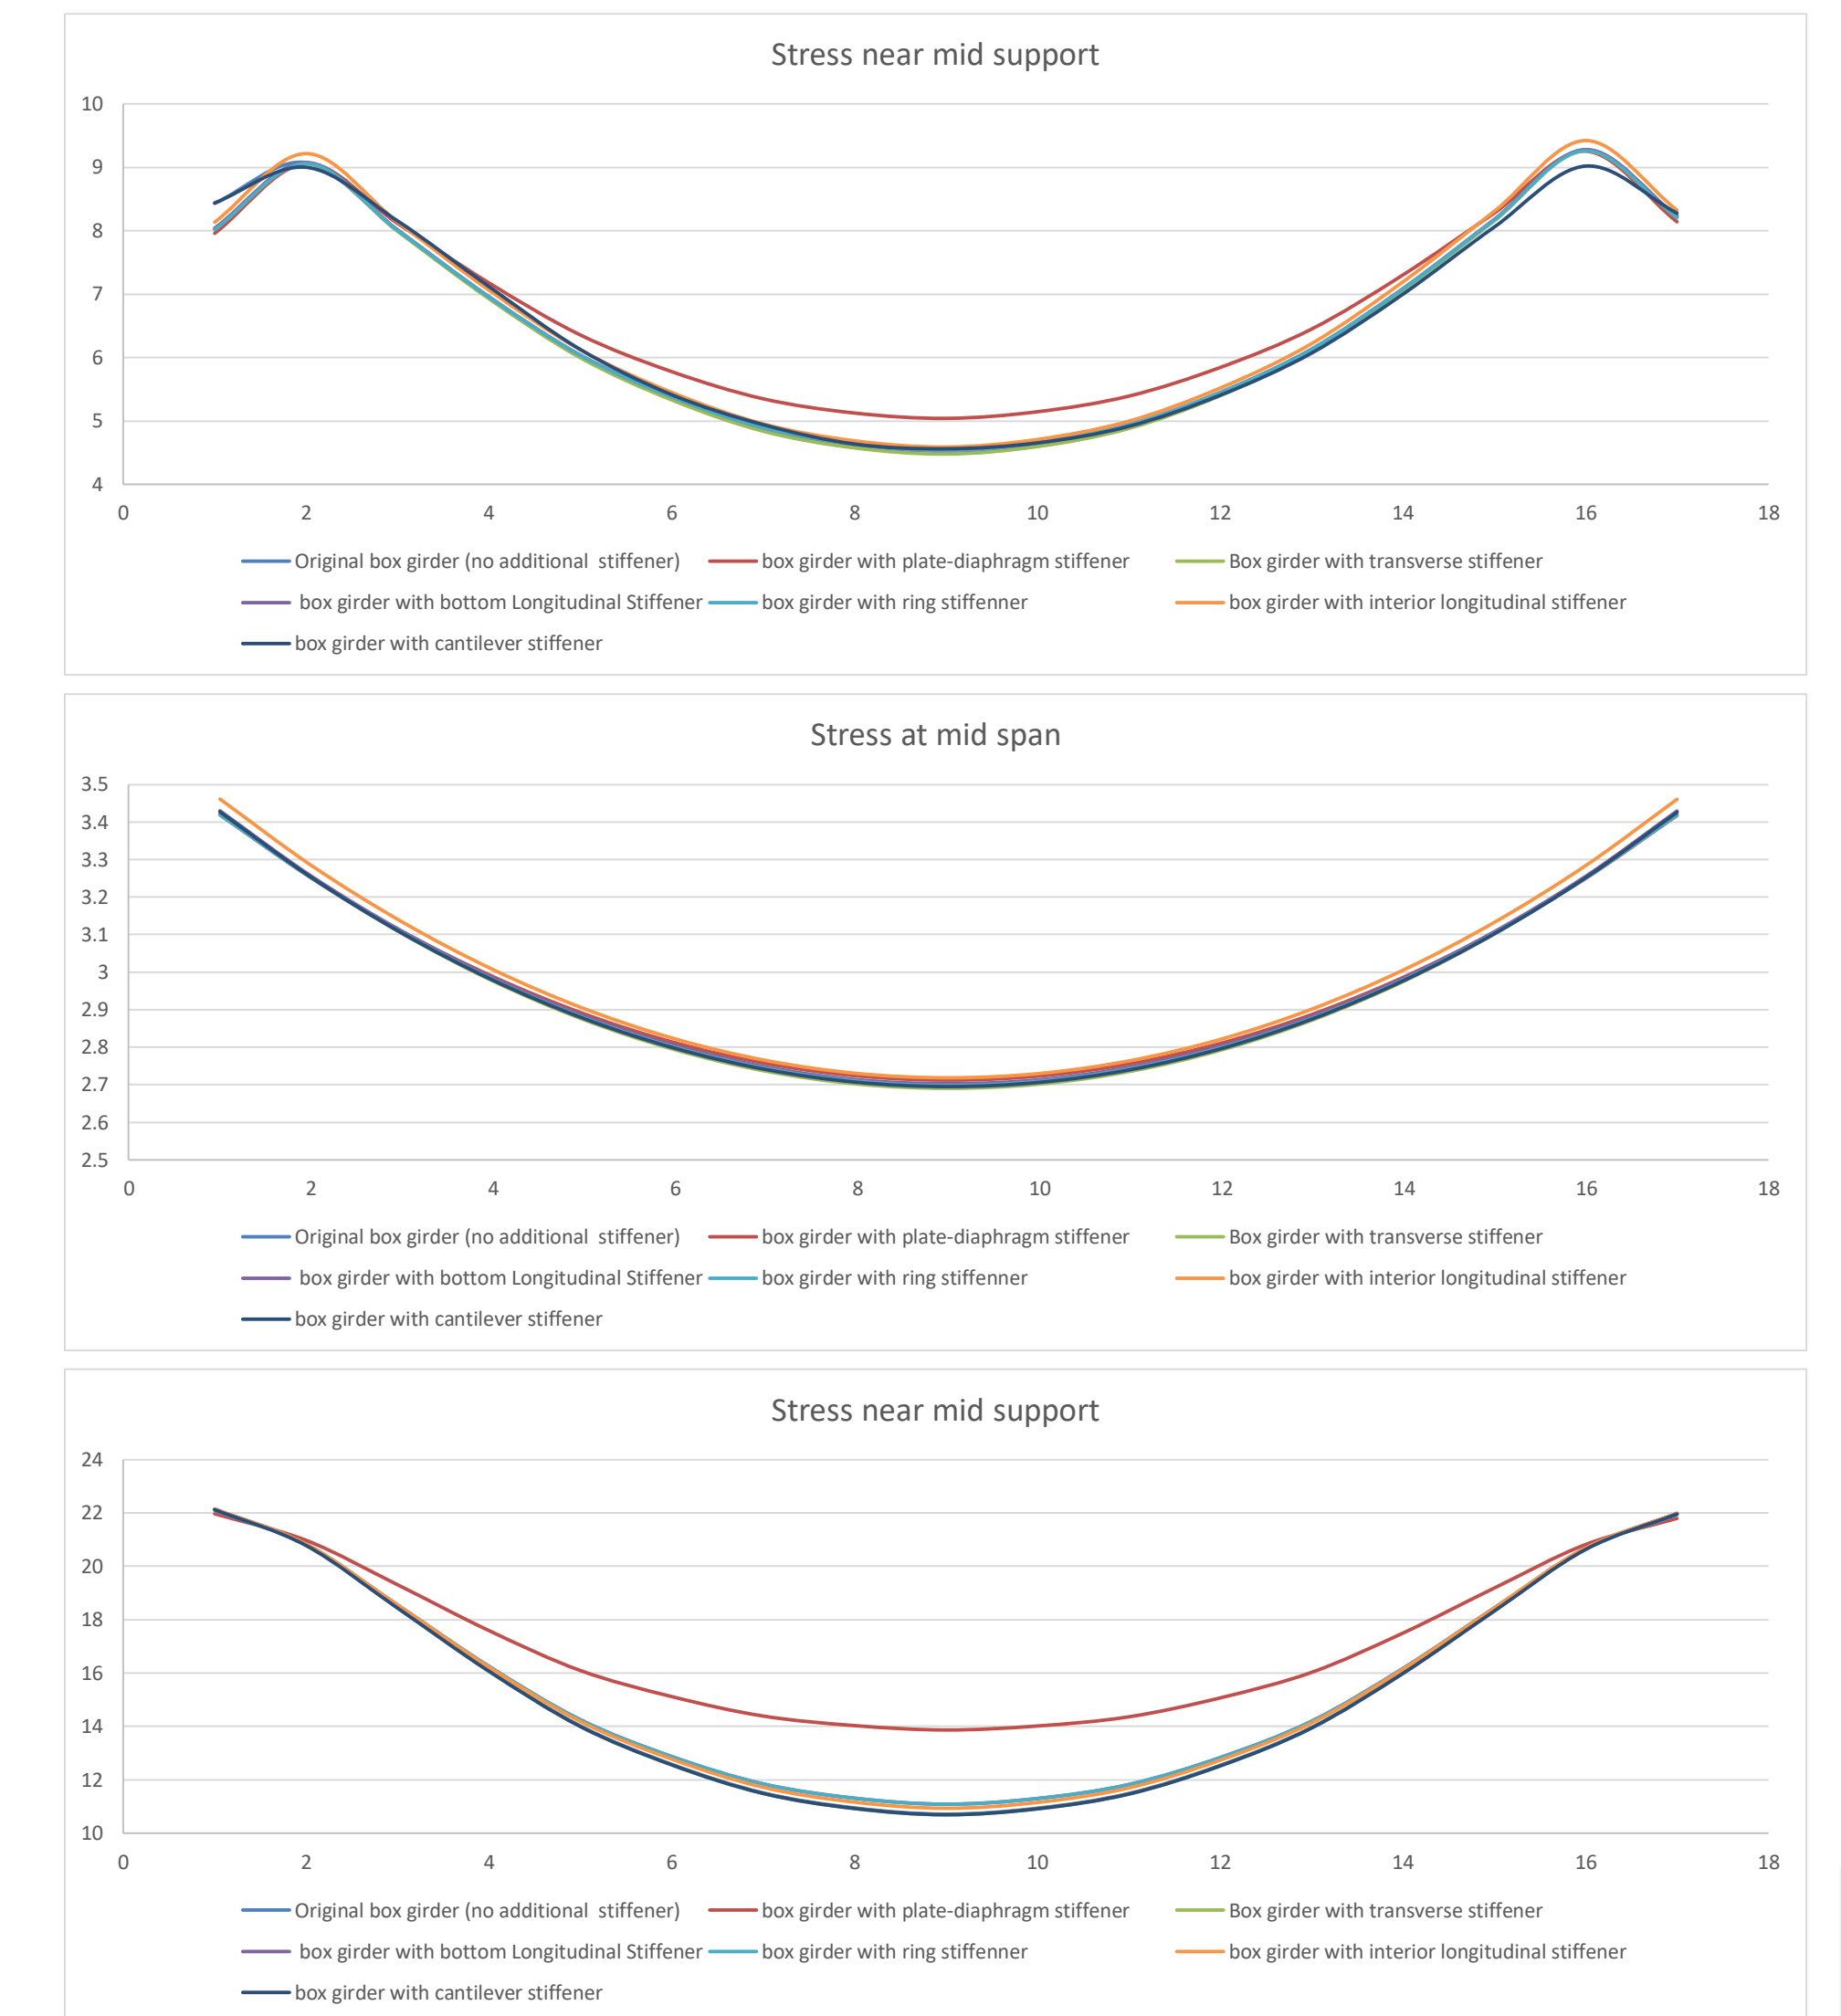 Stress near mid support
10
9
8
7
6
5
4
0 2 4 6 8 10 12 14 16 18
Original box girder (no additional  stiffener) box girder with plate-diaphragm stiffener Box girder with transverse stiffener
box girder with bottom Longitudinal Stiffener box girder with ring stiffenner box girder with interior longitudinal stiffener
box girder with cantilever stiffener
Stress at mid span
3.5
3.4
3.3
3.2
3.1
3
2.9
2.8
2.7
2.6
2.5
0 2 4 6 8 10 12 14 16 18
Original box girder (no additional  stiffener) box girder with plate-diaphragm stiffener Box girder with transverse stiffener
box girder with bottom Longitudinal Stiffener box girder with ring stiffenner box girder with interior longitudinal stiffener
box girder with cantilever stiffener
Stress near mid support
24
22
20
18
16
14
12
10
0 2 4 6 8 10 12 14 16 18
Original box girder (no additional  stiffener) box girder with plate-diaphragm stiffener Box girder with transverse stiffener
box girder with bottom Longitudinal Stiffener box girder with ring stiffenner box girder with interior longitudinal stiffener
box girder with cantilever stiffener